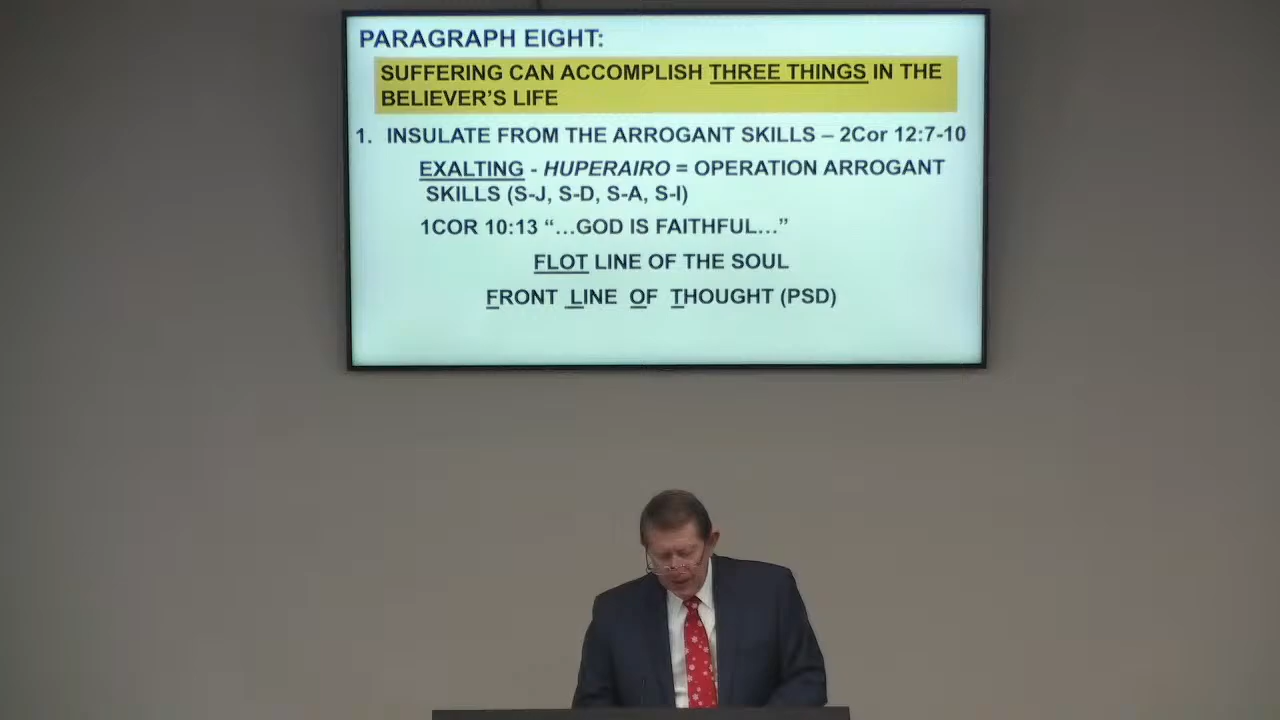 PARAGRAPH EIGHT:
SUFFERING CAN ACCOMPLISH THREE THINGS IN THE
BELIEVER'S LIFE
1. INSULATE FROM THE ARROGANT SKILLS – 2Cor 12:7-10
EXALTING - HUPERAIRO = OPERATION ARROGANT
SKILLS (S-J, S-D, S-A, S-I)
1COR 10:13 “…GOD IS FAITHFUL…”
FLOT LINE OF THE SOUL
FRONT LINE OF THOUGHT (PSD)